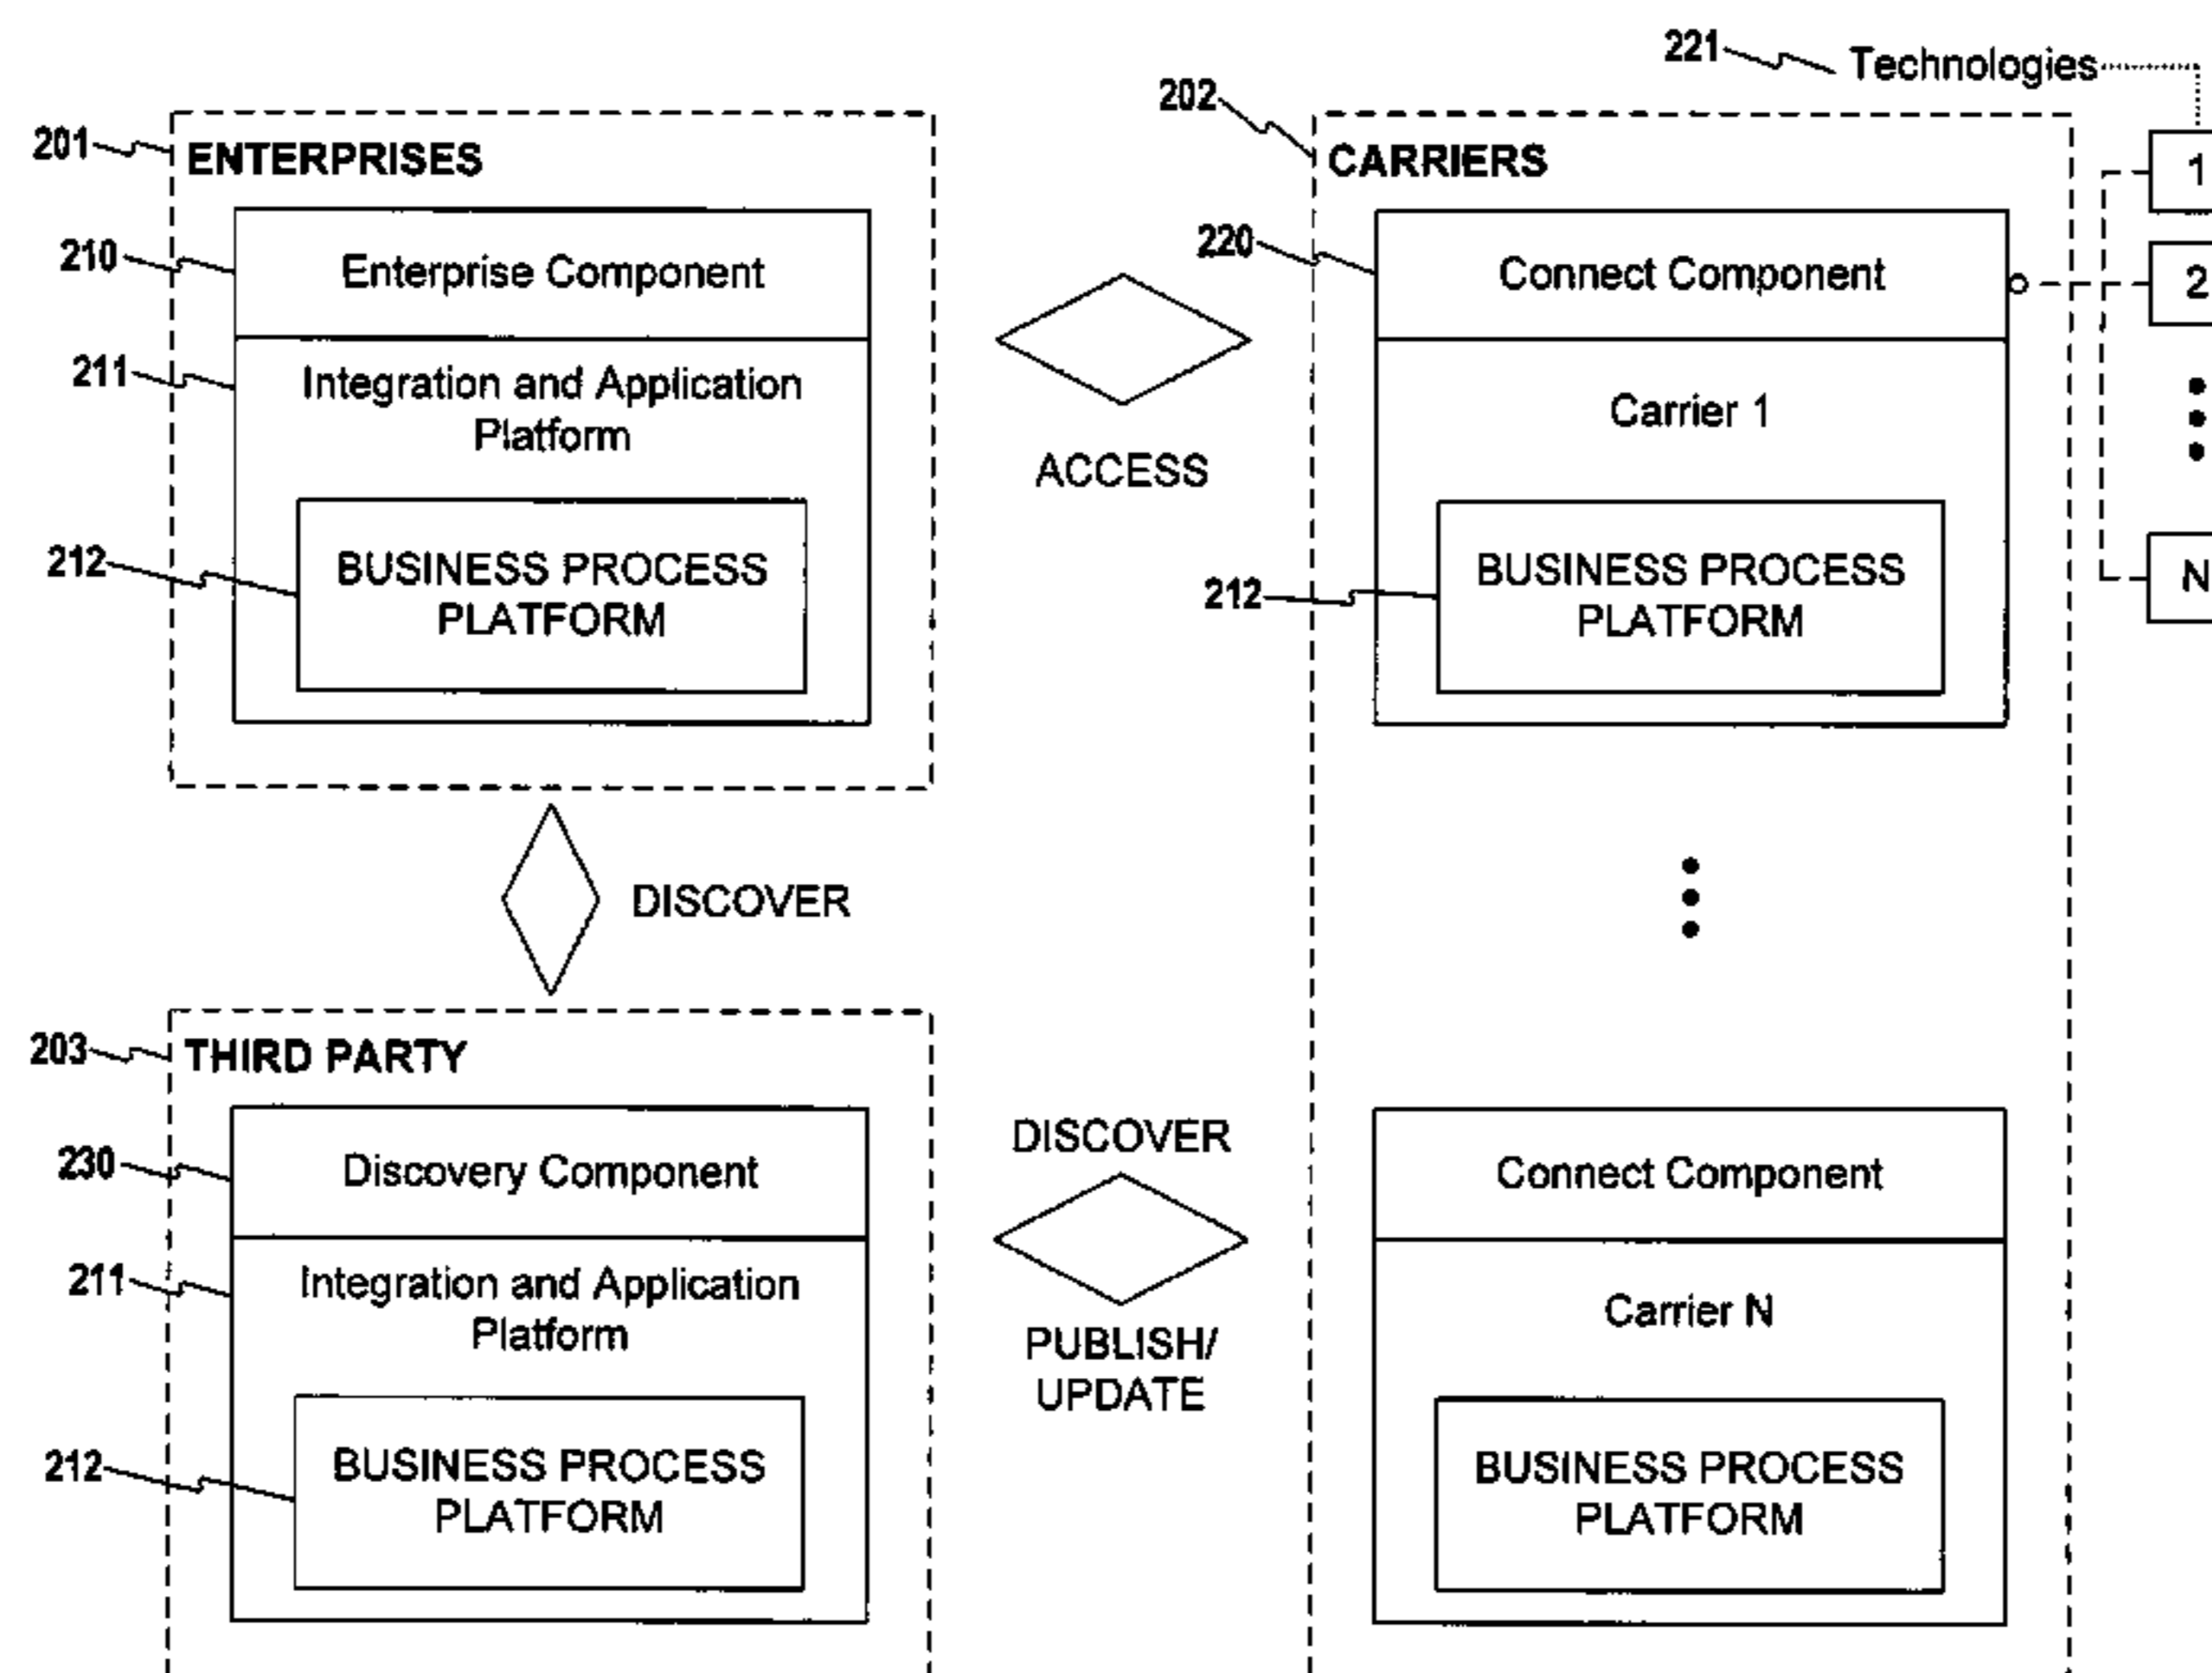 221 Technologies
202
201 ENTERPRISES
CARRIERS
1
210 Enterprise Component
220 Connect Component
2
211 Integration and Application
Platform
Carrier 1
ACCESS
212 BUSINESS PROCESS
PLATFORM
212 BUSINESS PROCESS
PLATFORM
N
DISCOVER
203 THIRD PARTY
230 Discovery Component
DISCOVER
Connect Component
211 Integration and Application
Platform
PUBLISH/
UPDATE
Carrier N
212 BUSINESS PROCESS
PLATFORM
BUSINESS PROCESS
PLATFORM